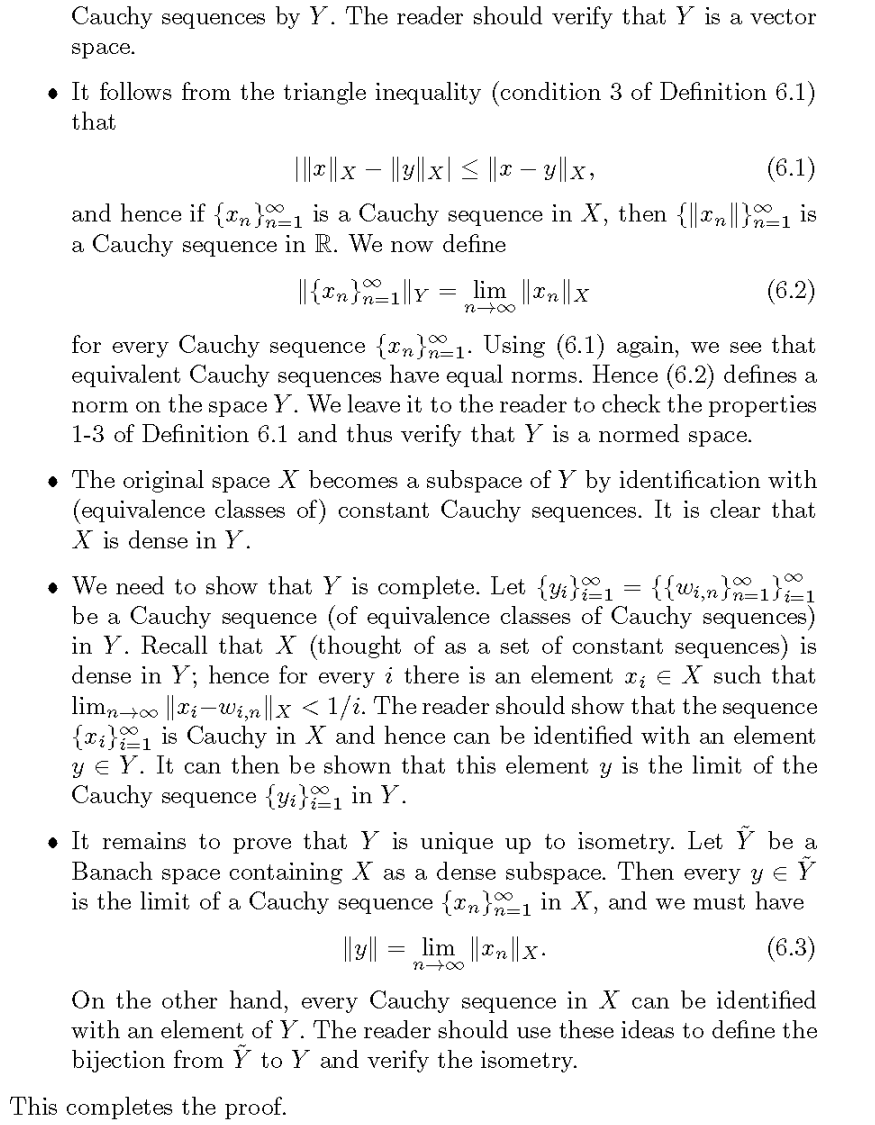 Cauchy sequences by Y. The reader should verify that Y is a vector
space.
• It follows from the triangle inequality (condition 3 of Definition 6.1)
that
|‖x‖_X − ‖y‖_X| ≤ ‖x − y‖_X, (6.1)
and hence if {x_n}_{n=1}^∞ is a Cauchy sequence in X, then {‖x_n‖}_{n=1}^∞ is
a Cauchy sequence in ℝ. We now define
‖{x_n}_{n=1}^∞‖_Y = lim_{n→∞} ‖x_n‖_X (6.2)
for every Cauchy sequence {x_n}_{n=1}^∞. Using (6.1) again, we see that
equivalent Cauchy sequences have equal norms. Hence (6.2) defines a
norm on the space Y. We leave it to the reader to check the properties
1-3 of Definition 6.1 and thus verify that Y is a normed space.
• The original space X becomes a subspace of Y by identification with
(equivalence classes of) constant Cauchy sequences. It is clear that
X is dense in Y.
• We need to show that Y is complete. Let {y_i}_{i=1}^∞ = {{w_{i,n}}_{n=1}^∞}_{i=1}^∞
be a Cauchy sequence (of equivalence classes of Cauchy sequences)
in Y. Recall that X (thought of as a set of constant sequences) is
dense in Y; hence for every i there is an element x_i ∈ X such that
lim_{n→∞} ‖x_i−w_{i,n}‖_X < 1/i. The reader should show that the sequence
{x_i}_{i=1}^∞ is Cauchy in X and hence can be identified with an element
y ∈ Y. It can then be shown that this element y is the limit of the
Cauchy sequence {y_i}_{i=1}^∞ in Y.
• It remains to prove that Y is unique up to isometry. Let Ỹ be a
Banach space containing X as a dense subspace. Then every y ∈ Ỹ
is the limit of a Cauchy sequence {x_n}_{n=1}^∞ in X, and we must have
‖y‖ = lim_{n→∞} ‖x_n‖_X. (6.3)
On the other hand, every Cauchy sequence in X can be identified
with an element of Y. The reader should use these ideas to define the
bijection from Ỹ to Y and verify the isometry.
This completes the proof.